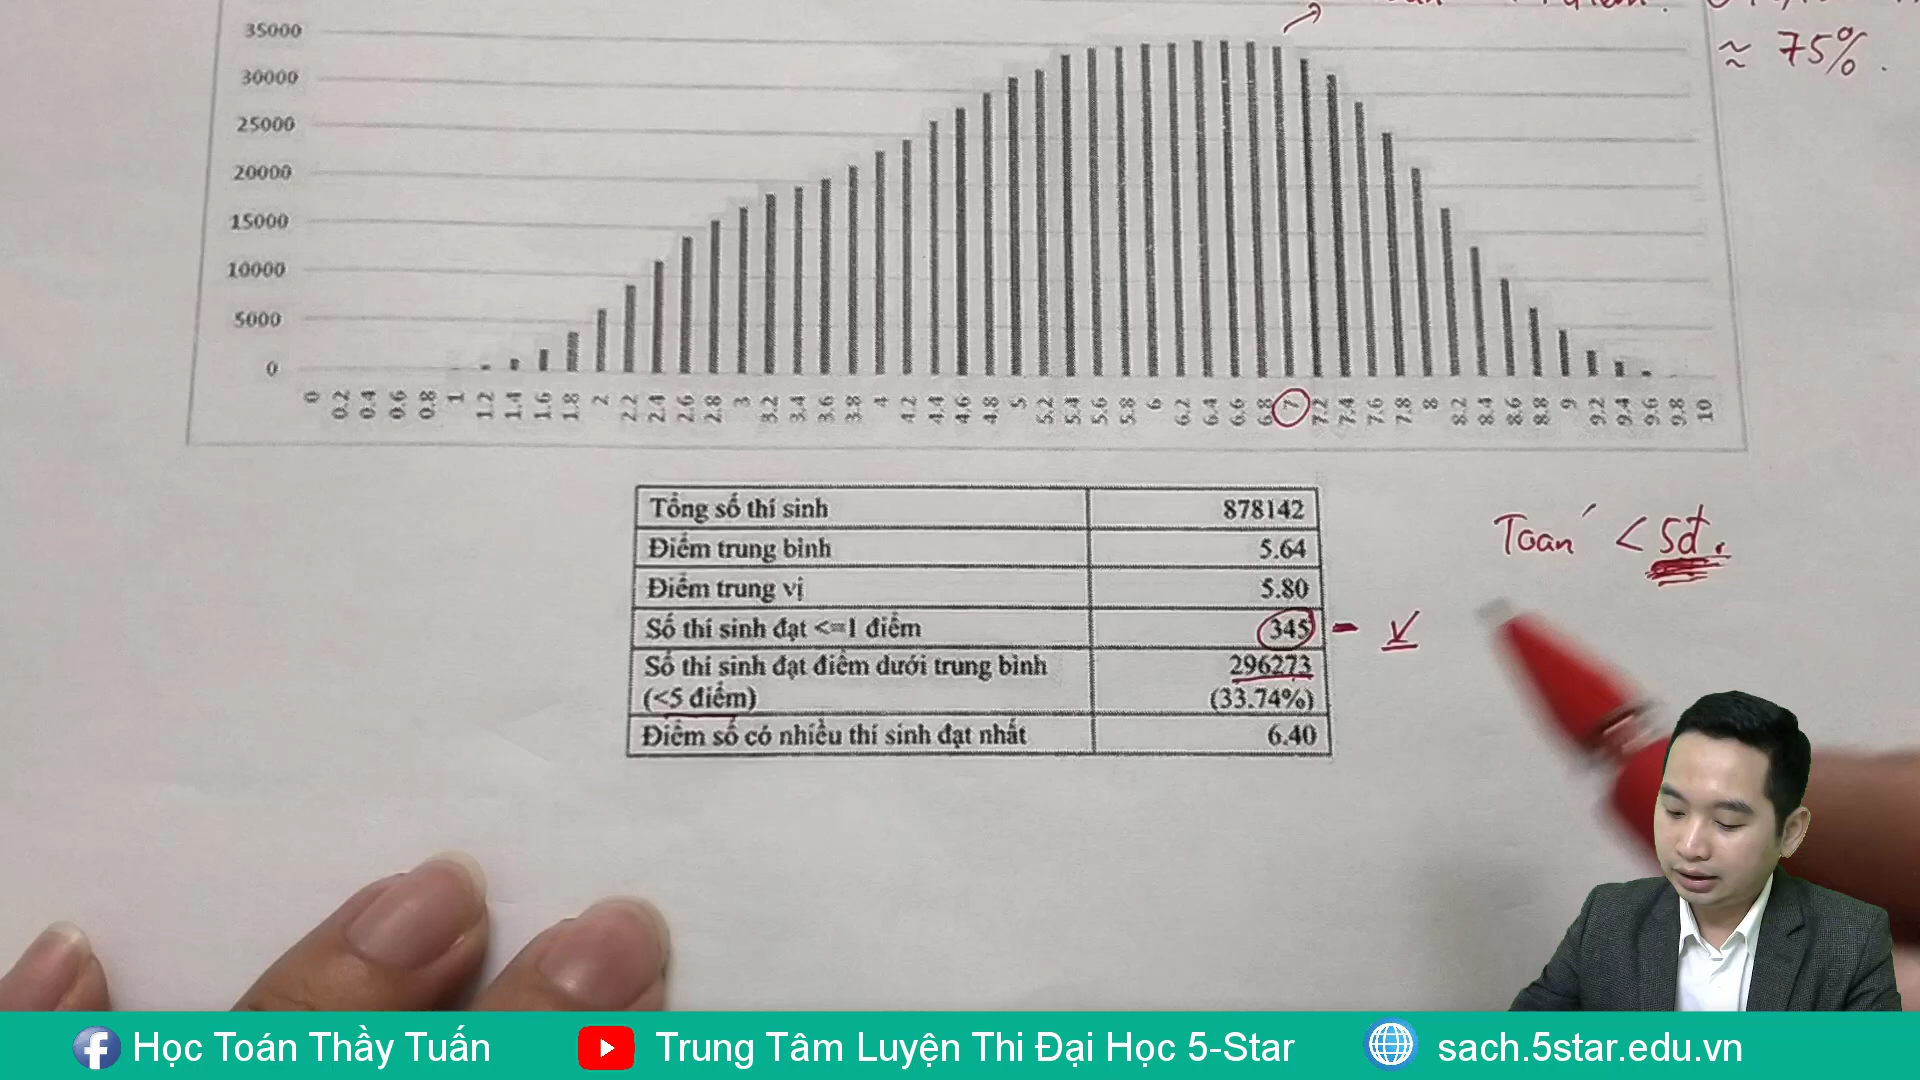 ≈ 75%.
35000
30000
25000
20000
15000
10000
5000
0
0 0.2 0.4 0.6 0.8 1 1.2 1.4 1.6 1.8 2 2.2 2.4 2.6 2.8 3 3.2 3.4 3.6 3.8 4 4.2 4.4 4.6 4.8 5 5.2 5.4 5.6 5.8 6 6.2 6.4 6.6 6.8 7 7.2 7.4 7.6 7.8 8 8.2 8.4 8.6 8.8 9 9.2 9.4 9.6 9.8 10
Tổng số thí sinh 878142
Điểm trung bình 5.64
Điểm trung vị 5.80
Số thí sinh đạt <=1 điểm 345
Số thí sinh đạt điểm dưới trung bình 296273
(<5 điểm) (33.74%)
Điểm số có nhiều thí sinh đạt nhất 6.40
Toán < 5đ.
Học Toán Thầy Tuấn
Trung Tâm Luyện Thi Đại Học 5-Star
sach.5star.edu.vn